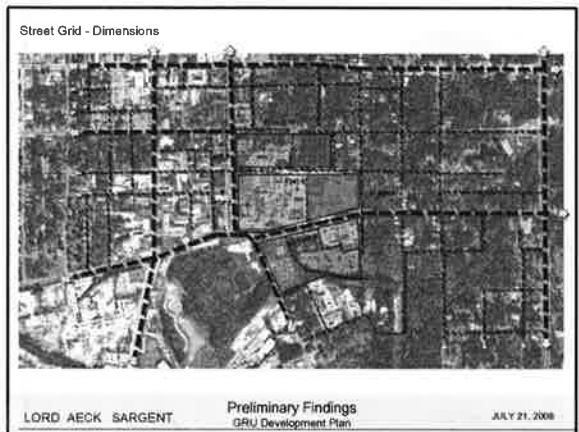 Street Grid - Dimensions
LORD AECK SARGENT
Preliminary Findings
GRU Development Plan
JULY 21, 2008